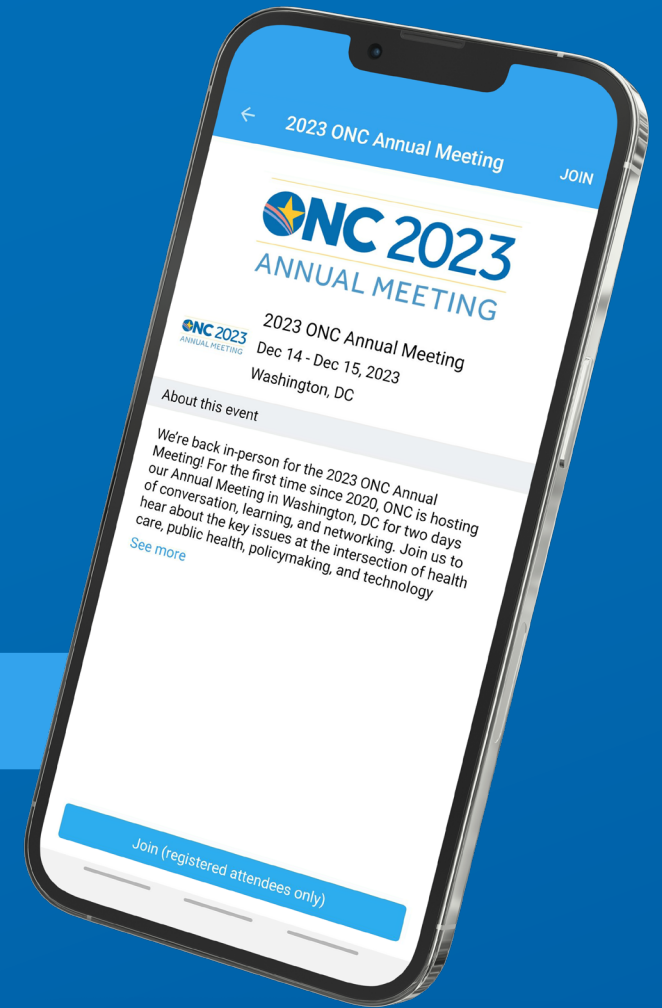 2023 ONC Annual Meeting
JOIN
ONC 2023
ANNUAL MEETING
ONC 2023
ANNUAL MEETING
2023 ONC Annual Meeting
Dec 14 - Dec 15, 2023
Washington, DC
About this event
We're back in-person for the 2023 ONC Annual
Meeting! For the first time since 2020, ONC is hosting
our Annual Meeting in Washington, DC for two days
of conversation, learning, and networking. Join us to
hear about the key issues at the intersection of health
care, public health, policymaking, and technology
See more
Join (registered attendees only)